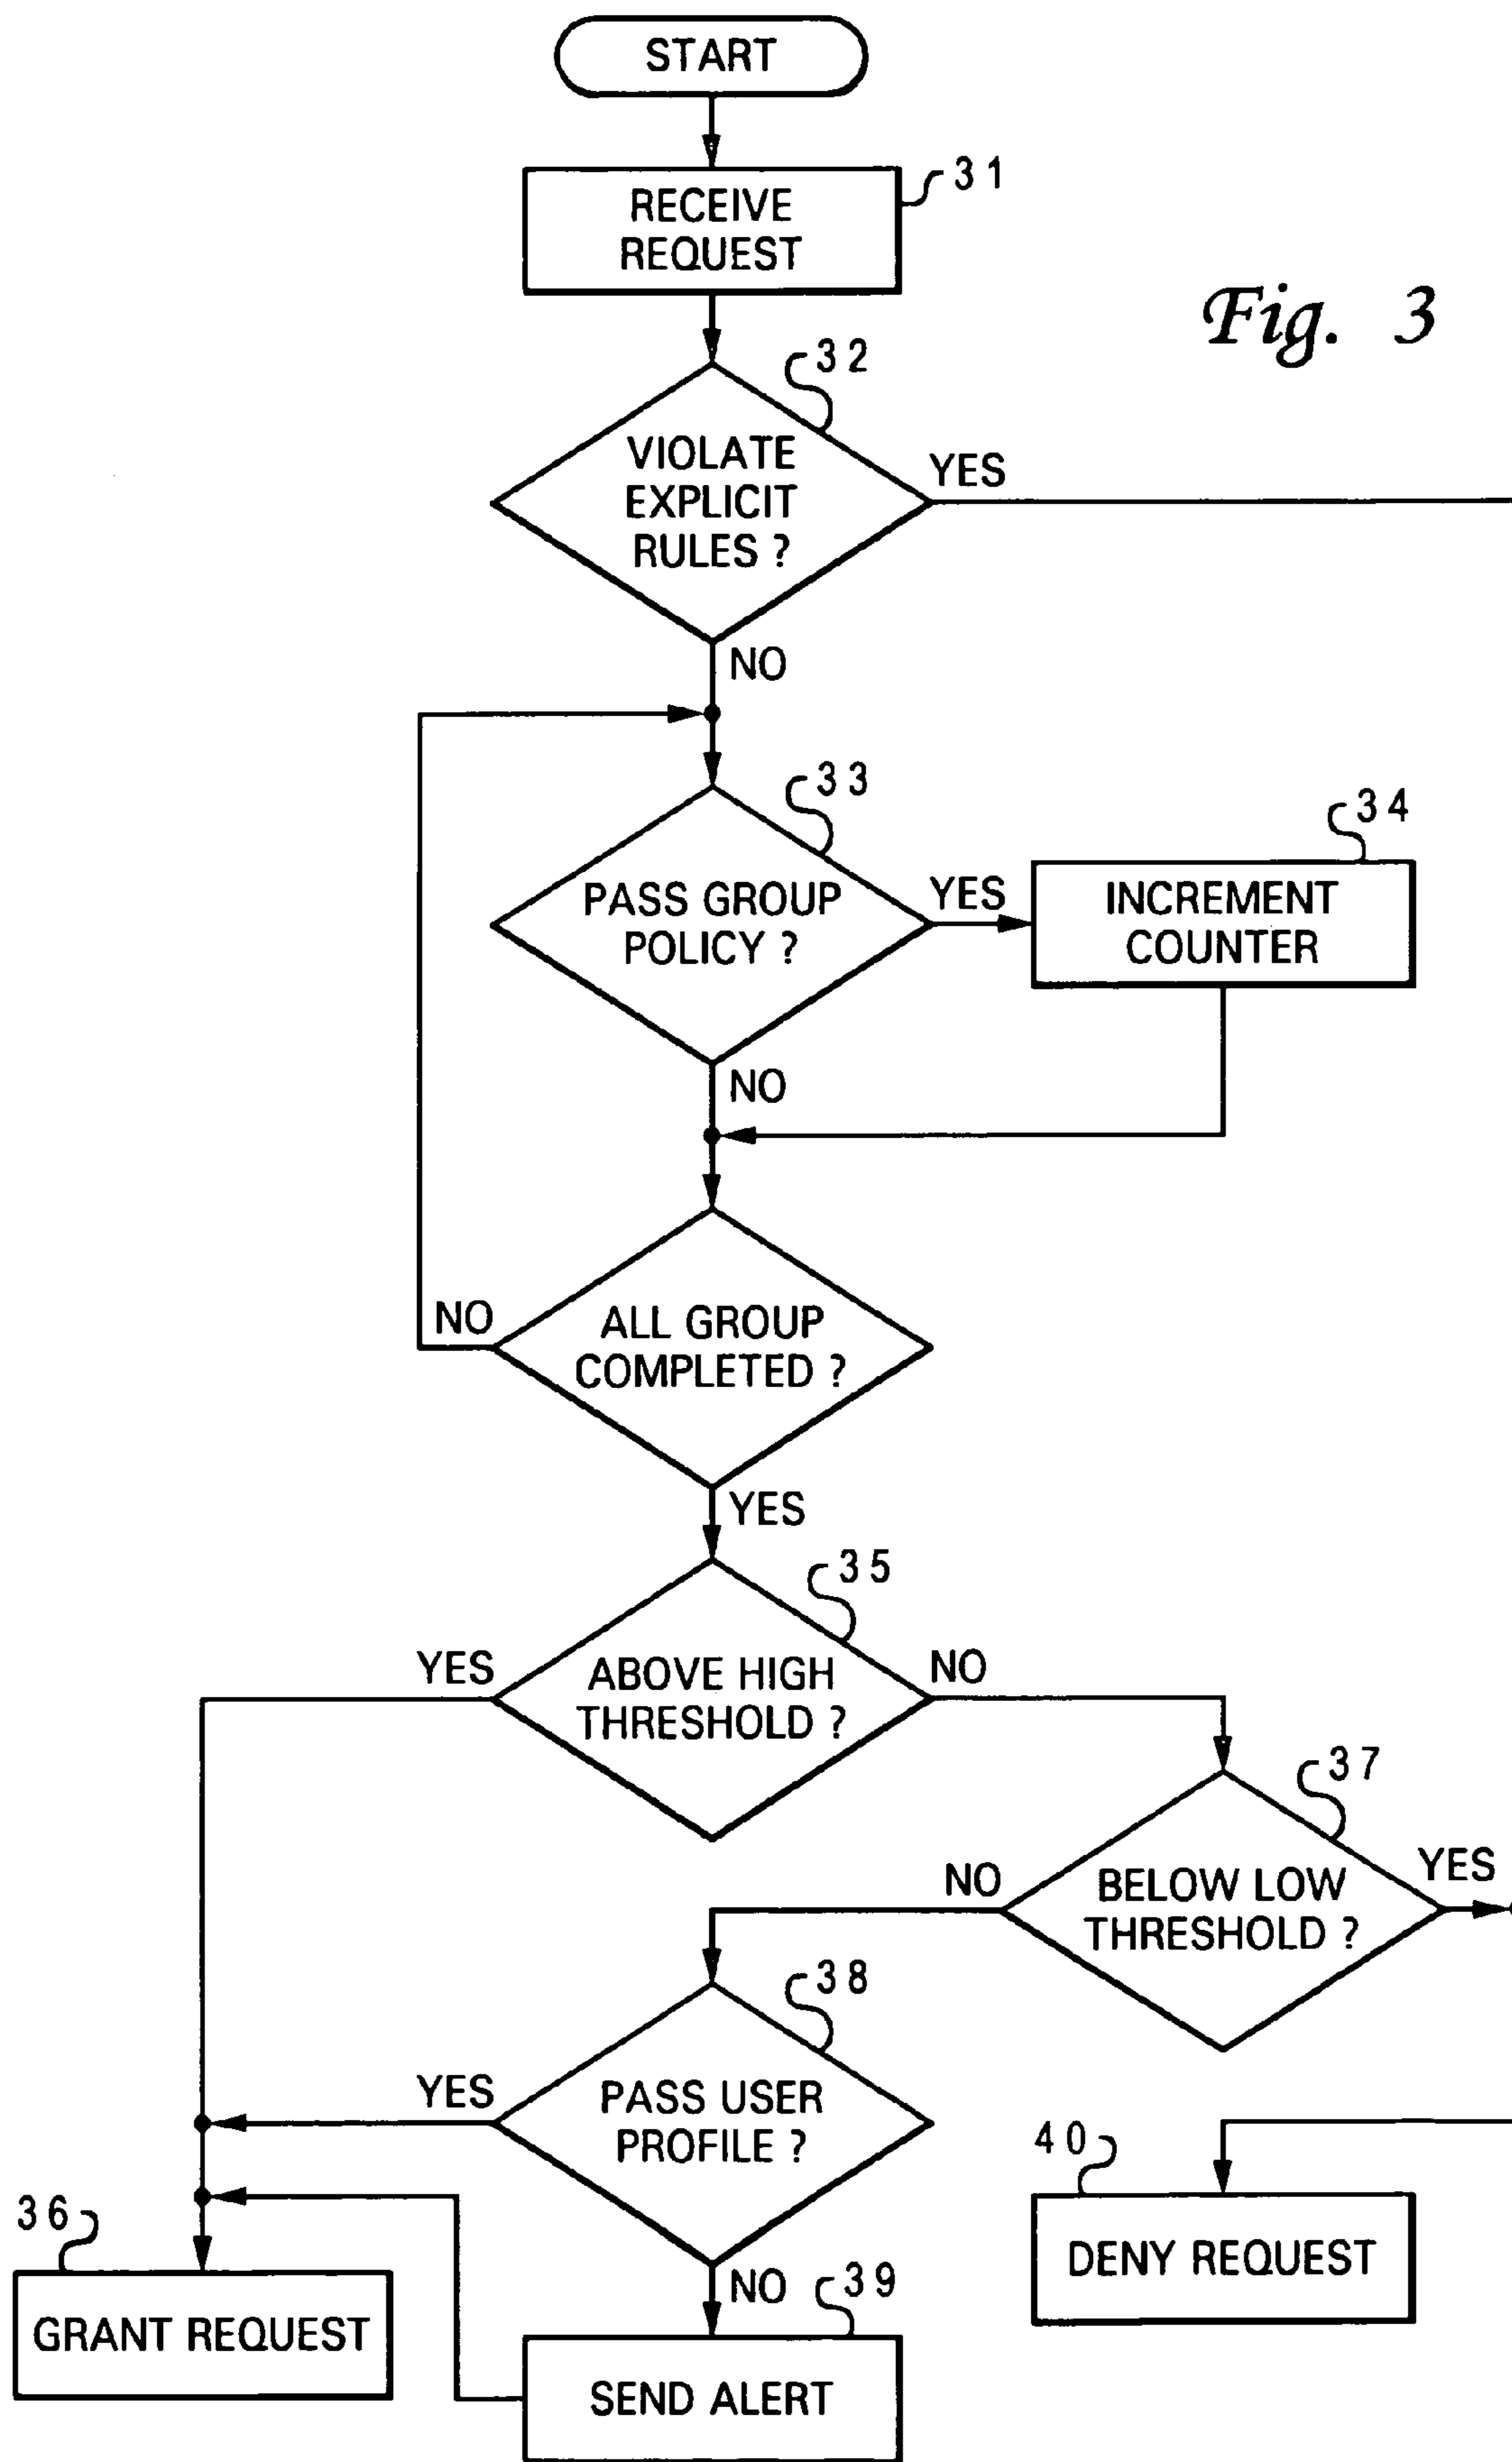 START
31
RECEIVE
REQUEST
Fig. 3
32
VIOLATE
EXPLICIT
RULES ?
YES
NO
33
34
PASS GROUP
POLICY ?
YES
INCREMENT
COUNTER
NO
NO
ALL GROUP
COMPLETED ?
YES
35
YES
ABOVE HIGH
THRESHOLD ?
NO
37
NO
BELOW LOW
THRESHOLD ?
YES
38
YES
PASS USER
PROFILE ?
40
36
DENY REQUEST
NO
39
GRANT REQUEST
SEND ALERT